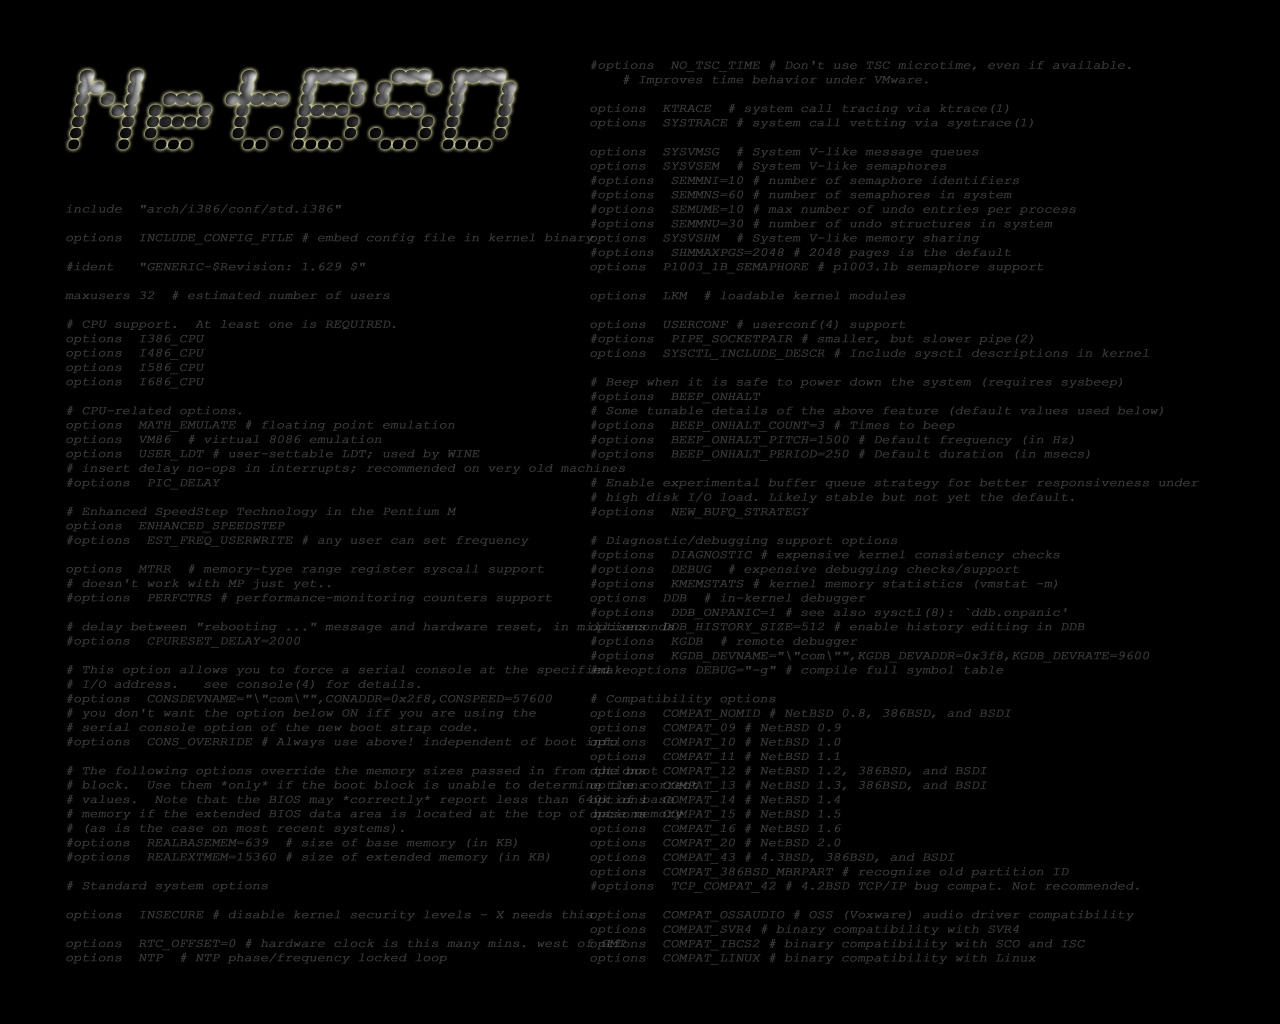 NetBSD
include "arch/i386/conf/std.i386"
options INCLUDE_CONFIG_FILE # embed config file in kernel binary
#ident "GENERIC-$Revision: 1.629 $"
maxusers 32 # estimated number of users
# CPU support. At least one is REQUIRED.
options I386_CPU
options I486_CPU
options I586_CPU
options I686_CPU
# CPU-related options.
options MATH_EMULATE # floating point emulation
options VM86 # virtual 8086 emulation
options USER_LDT # user-settable LDT; used by WINE
# insert delay no-ops in interrupts; recommended on very old machines
#options PIC_DELAY
# Enhanced SpeedStep Technology in the Pentium M
options ENHANCED_SPEEDSTEP
#options EST_FREQ_USERWRITE # any user can set frequency
options MTRR # memory-type range register syscall support
# doesn't work with MP just yet..
#options PERFCTRS # performance-monitoring counters support
# delay between "rebooting ..." message and hardware reset, in milliseconds
#options CPURESET_DELAY=2000
# This option allows you to force a serial console at the specified
# I/O address. see console(4) for details.
#options CONSDEVNAME="\"com\"",CONADDR=0x2f8,CONSPEED=57600
# you don't want the option below ON iff you are using the
# serial console option of the new boot strap code.
#options CONS_OVERRIDE # Always use above! independent of boot info
# The following options override the memory sizes passed in from the boot
# block. Use them *only* if the boot block is unable to determine the correct
# values. Note that the BIOS may *correctly* report less than 640k of base
# memory if the extended BIOS data area is located at the top of base memory
# (as is the case on most recent systems).
#options REALBASEMEM=639 # size of base memory (in KB)
#options REALEXTMEM=15360 # size of extended memory (in KB)
# Standard system options
options INSECURE # disable kernel security levels - X needs this
options RTC_OFFSET=0 # hardware clock is this many mins. west of GMT
options NTP # NTP phase/frequency locked loop
#options NO_TSC_TIME # Don't use TSC microtime, even if available.
# Improves time behavior under VMware.
options KTRACE # system call tracing via ktrace(1)
options SYSTRACE # system call vetting via systrace(1)
options SYSVMSG # System V-like message queues
options SYSVSEM # System V-like semaphores
#options SEMMNI=10 # number of semaphore identifiers
#options SEMMNS=60 # number of semaphores in system
#options SEMUME=10 # max number of undo entries per process
#options SEMMNU=30 # number of undo structures in system
options SYSVSHM # System V-like memory sharing
#options SHMMAXPGS=2048 # 2048 pages is the default
options P1003_1B_SEMAPHORE # p1003.1b semaphore support
options LKM # loadable kernel modules
options USERCONF # userconf(4) support
#options PIPE_SOCKETPAIR # smaller, but slower pipe(2)
options SYSCTL_INCLUDE_DESCR # Include sysctl descriptions in kernel
# Beep when it is safe to power down the system (requires sysbeep)
#options BEEP_ONHALT
# Some tunable details of the above feature (default values used below)
#options BEEP_ONHALT_COUNT=3 # Times to beep
#options BEEP_ONHALT_PITCH=1500 # Default frequency (in Hz)
#options BEEP_ONHALT_PERIOD=250 # Default duration (in msecs)
# Enable experimental buffer queue strategy for better responsiveness under
# high disk I/O load. Likely stable but not yet the default.
#options NEW_BUFQ_STRATEGY
# Diagnostic/debugging support options
#options DIAGNOSTIC # expensive kernel consistency checks
#options DEBUG # expensive debugging checks/support
#options KMEMSTATS # kernel memory statistics (vmstat -m)
options DDB # in-kernel debugger
#options DDB_ONPANIC=1 # see also sysctl(8): `ddb.onpanic'
options DDB_HISTORY_SIZE=512 # enable history editing in DDB
#options KGDB # remote debugger
#options KGDB_DEVNAME="\"com\"",KGDB_DEVADDR=0x3f8,KGDB_DEVRATE=9600
#makeoptions DEBUG="-g" # compile full symbol table
# Compatibility options
options COMPAT_NOMID # NetBSD 0.8, 386BSD, and BSDI
options COMPAT_09 # NetBSD 0.9
options COMPAT_10 # NetBSD 1.0
options COMPAT_11 # NetBSD 1.1
options COMPAT_12 # NetBSD 1.2, 386BSD, and BSDI
options COMPAT_13 # NetBSD 1.3, 386BSD, and BSDI
options COMPAT_14 # NetBSD 1.4
options COMPAT_15 # NetBSD 1.5
options COMPAT_16 # NetBSD 1.6
options COMPAT_20 # NetBSD 2.0
options COMPAT_43 # 4.3BSD, 386BSD, and BSDI
options COMPAT_386BSD_MBRPART # recognize old partition ID
#options TCP_COMPAT_42 # 4.2BSD TCP/IP bug compat. Not recommended.
options COMPAT_OSSAUDIO # OSS (Voxware) audio driver compatibility
options COMPAT_SVR4 # binary compatibility with SVR4
options COMPAT_IBCS2 # binary compatibility with SCO and ISC
options COMPAT_LINUX # binary compatibility with Linux